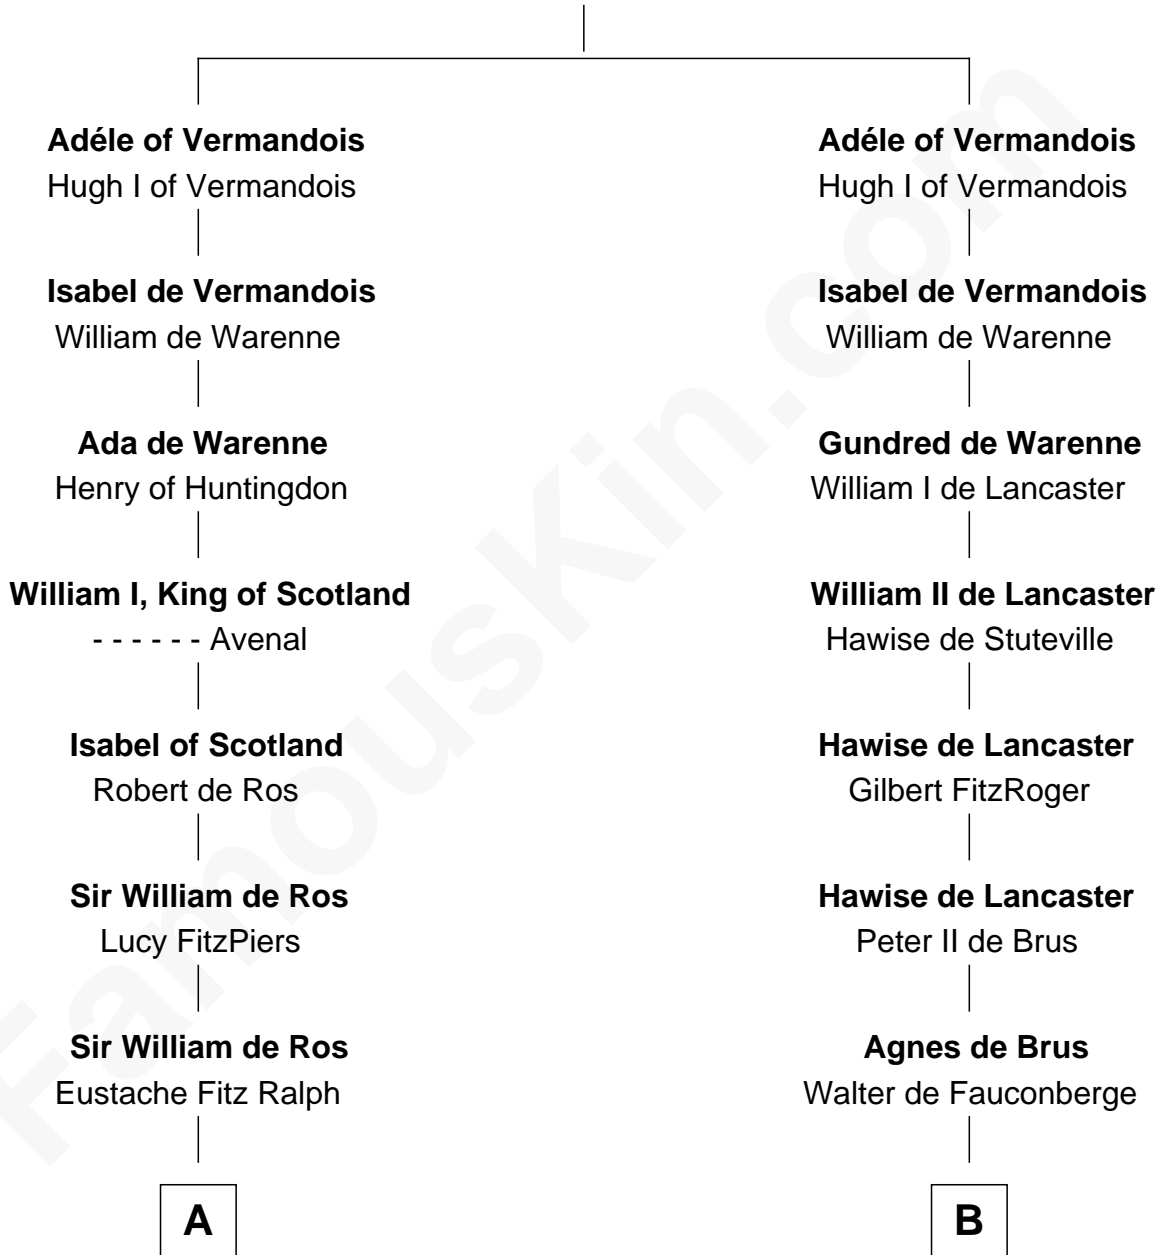 Adéle of Vermandois
Hugh I of Vermandois
Isabel de Vermandois
William de Warenne
Ada de Warenne
Henry of Huntingdon
William I, King of Scotland
- - - - - - Avenal
Isabel of Scotland
Robert de Ros
Sir William de Ros
Lucy FitzPiers
Sir William de Ros
Eustache Fitz Ralph
A
Adéle of Vermandois
Hugh I of Vermandois
Isabel de Vermandois
William de Warenne
Gundred de Warenne
William I de Lancaster
William II de Lancaster
Hawise de Stuteville
Hawise de Lancaster
Gilbert FitzRoger
Hawise de Lancaster
Peter II de Brus
Agnes de Brus
Walter de Fauconberge
B
FamousKin.com